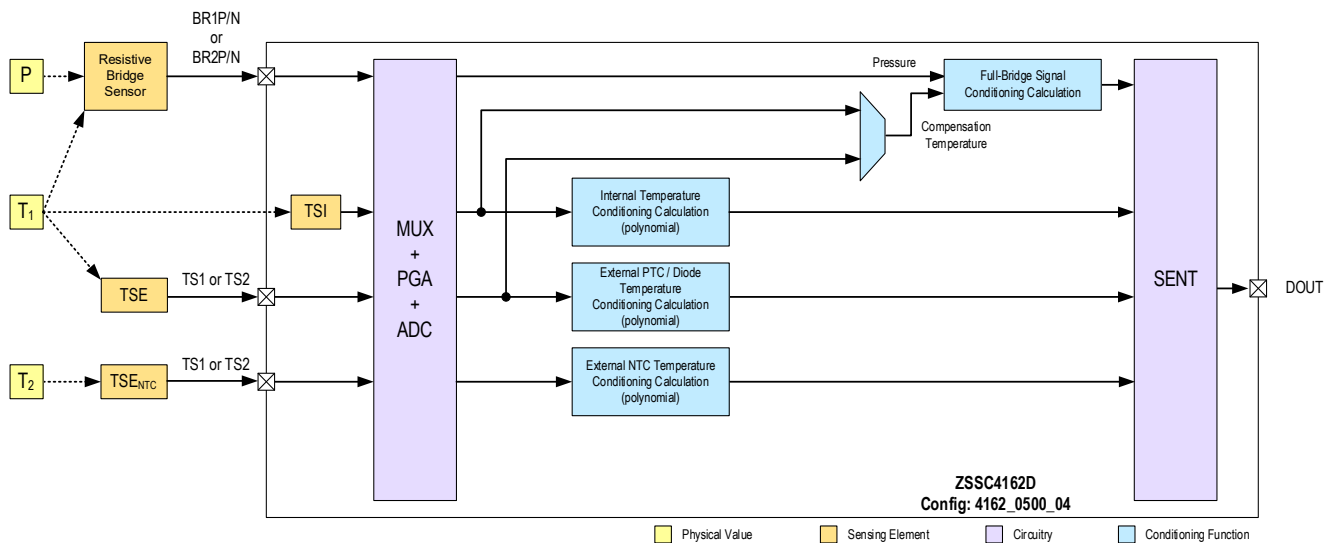 BR1P/N
or
BR2P/N
P
Resistive
Bridge
Sensor
Pressure
Full-Bridge Signal
Conditioning Calculation
Compensation
Temperature
T1
TSI
MUX
+
PGA
+
ADC
Internal Temperature
Conditioning Calculation
(polynomial)
SENT
TSE
TS1 or TS2
External PTC / Diode
Temperature
Conditioning Calculation
(polynomial)
DOUT
T2
TSENTC
TS1 or TS2
External NTC Temperature
Conditioning Calculation
(polynomial)
ZSSC4162D
Config: 4162_0500_04
Physical Value
Sensing Element
Circuitry
Conditioning Function